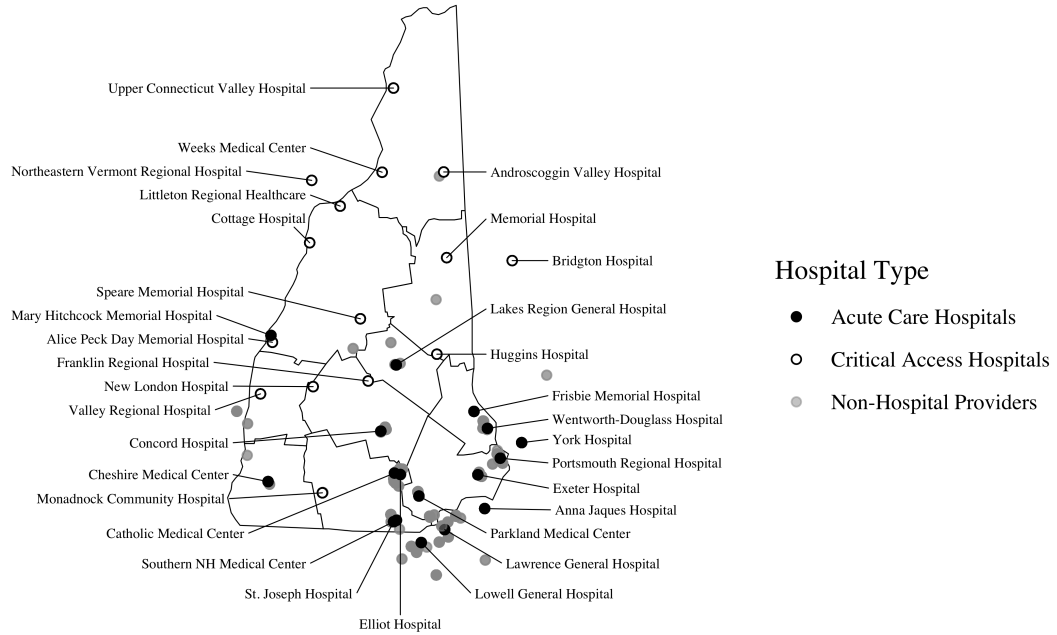 Upper Connecticut Valley Hospital
Weeks Medical Center
Northeastern Vermont Regional Hospital
Androscoggin Valley Hospital
Littleton Regional Healthcare
Cottage Hospital
Memorial Hospital
Bridgton Hospital
Hospital Type
Speare Memorial Hospital
Lakes Region General Hospital
Mary Hitchcock Memorial Hospital
Acute Care Hospitals
Alice Peck Day Memorial Hospital
Huggins Hospital
Critical Access Hospitals
Franklin Regional Hospital
New London Hospital
Frisbie Memorial Hospital
Non-Hospital Providers
Valley Regional Hospital
Wentworth-Douglass Hospital
Concord Hospital
York Hospital
Portsmouth Regional Hospital
Cheshire Medical Center
Exeter Hospital
Monadnock Community Hospital
Anna Jaques Hospital
Catholic Medical Center
Parkland Medical Center
Southern NH Medical Center
Lawrence General Hospital
St. Joseph Hospital
Lowell General Hospital
Elliot Hospital